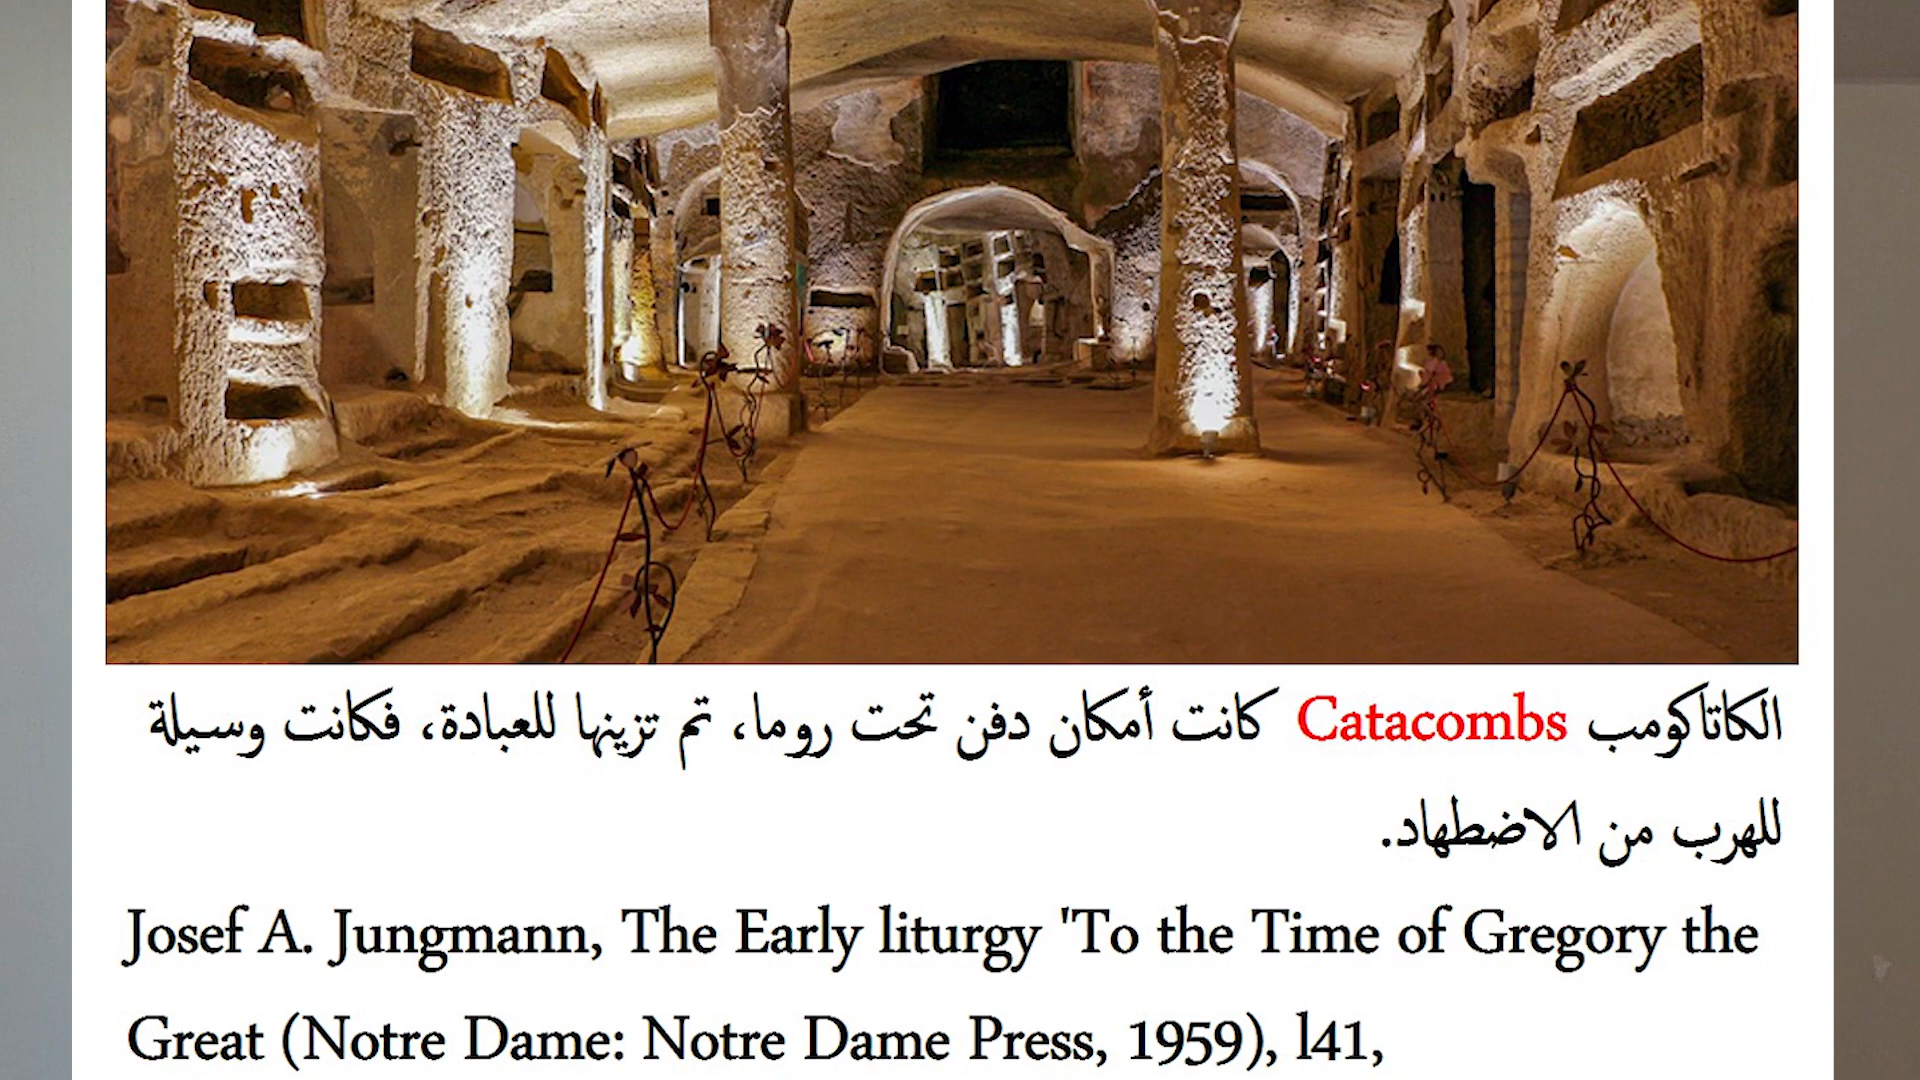 الكاتاكومب Catacombs كانت أمكان دفن تحت روما، تم تزينها للعبادة، فكانت وسيلة
للهرب من الاضطهاد.
Josef A. Jungmann, The Early liturgy 'To the Time of Gregory the
Great (Notre Dame: Notre Dame Press, 1959), l41,